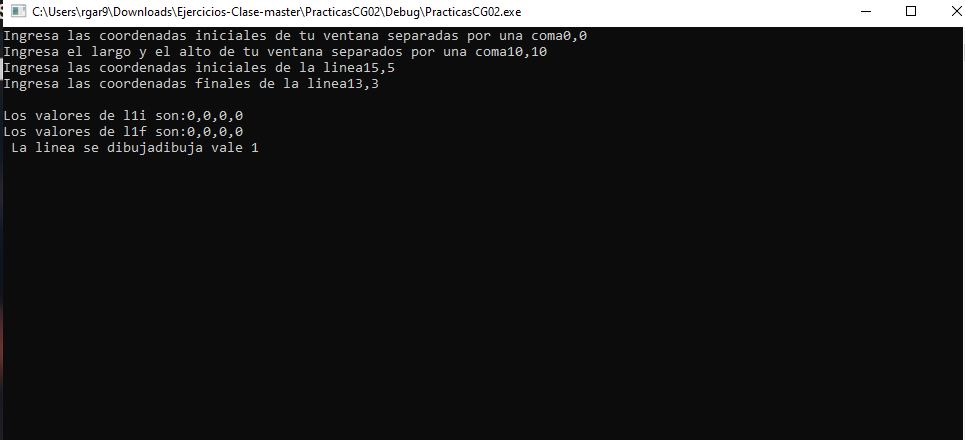 C:\Users\rgar9\Downloads\Ejercicios-Clase-master\PracticasCG02\Debug\PracticasCG02.exe
Ingresa las coordenadas iniciales de tu ventana separadas por una coma0,0
Ingresa el largo y el alto de tu ventana separados por una coma10,10
Ingresa las coordenadas iniciales de la linea15,5
Ingresa las coordenadas finales de la linea13,3
Los valores de l1i son:0,0,0,0
Los valores de l1f son:0,0,0,0
La linea se dibujadibuja vale 1